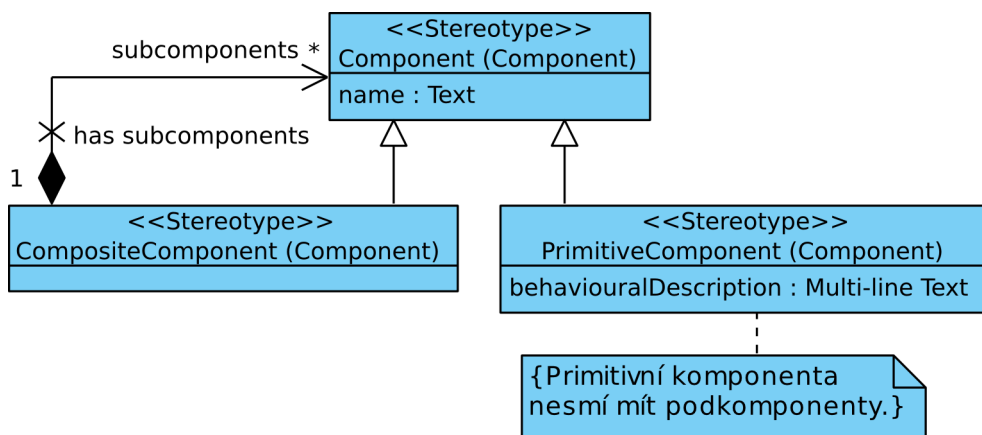 <<Stereotype>>
Component (Component)
name : Text
subcomponents *
has subcomponents
1
<<Stereotype>>
CompositeComponent (Component)
<<Stereotype>>
PrimitiveComponent (Component)
behaviouralDescription : Multi-line Text
{Primitivní komponenta
nesmí mít podkomponenty.}